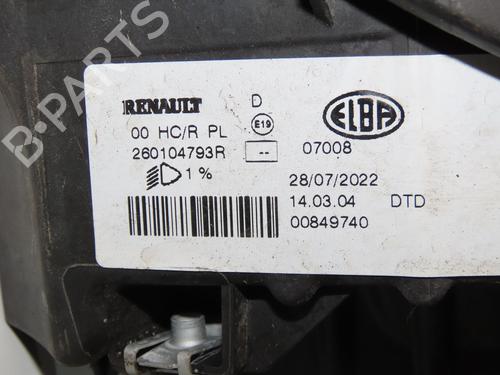 RENAULT D ELBA
00 HC/R PL E19
260104793R -- 07008
1 % 28/07/2022
14.03.04 DTD
00849740
B-PARTS